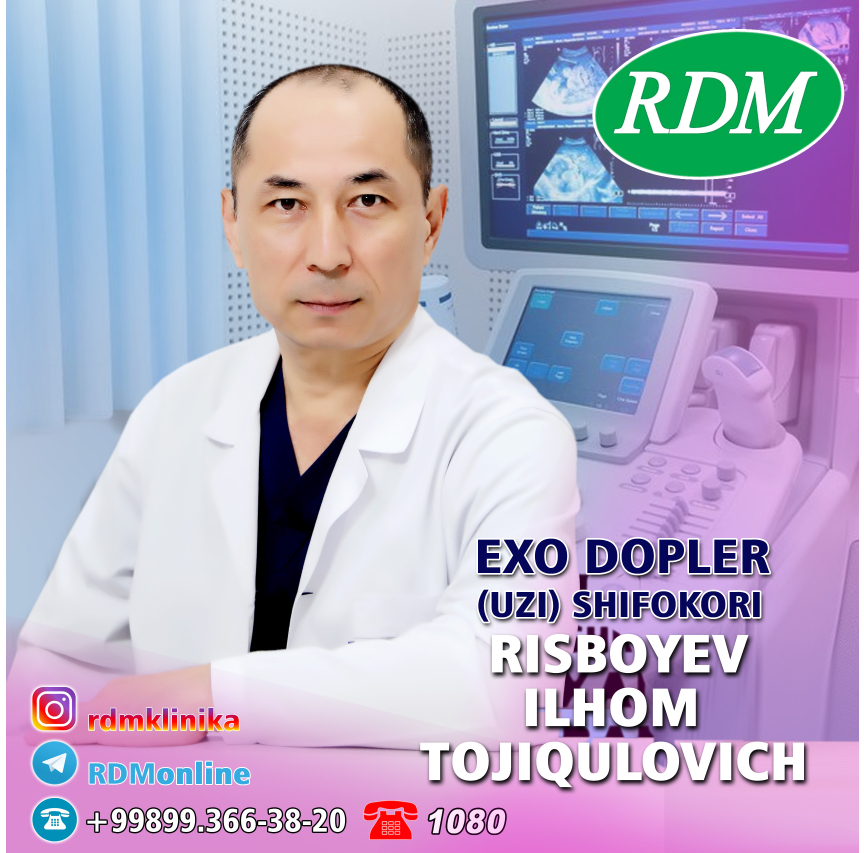 RDM
EXO DOPLER
(UZI) SHIFOKORI
RISBOYEV
ILHOM
TOJIQULOVICH
rdmklinika
RDMonline
+99899.366-38-20
1080